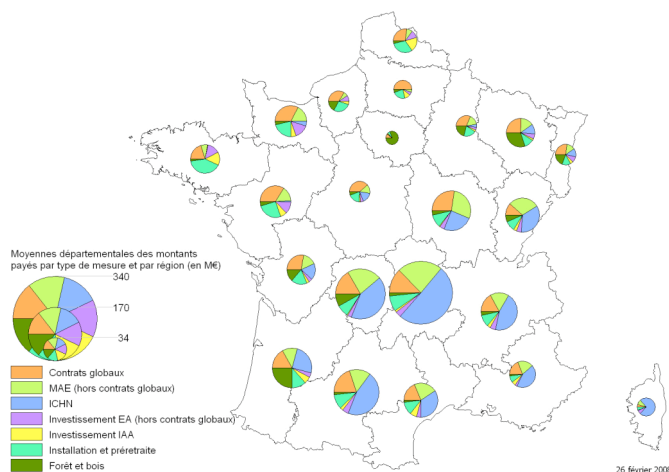 Moyennes départementales des montants
payés par type de mesure et par région (en M€)
340
170
34
Contrats globaux
MAE (hors contrats globaux)
ICHN
Investissement EA (hors contrats globaux)
Investissement IAA
Installation et préretraite
Forêt et bois
26 février